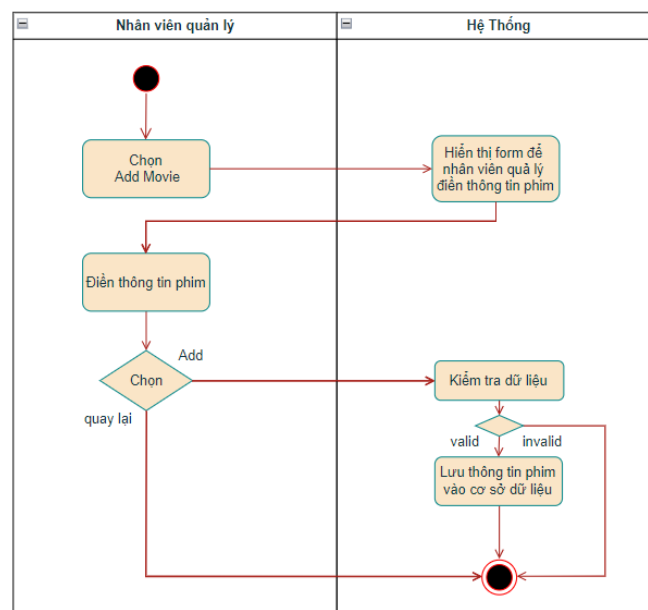 Nhân viên quản lý
Hệ Thống
Chọn
Add Movie
Hiển thị form để
nhân viên quả lý
điền thông tin phim
Điền thông tin phim
Chọn
Add
quay lại
Kiểm tra dữ liệu
valid
invalid
Lưu thông tin phim
vào cơ sở dữ liệu